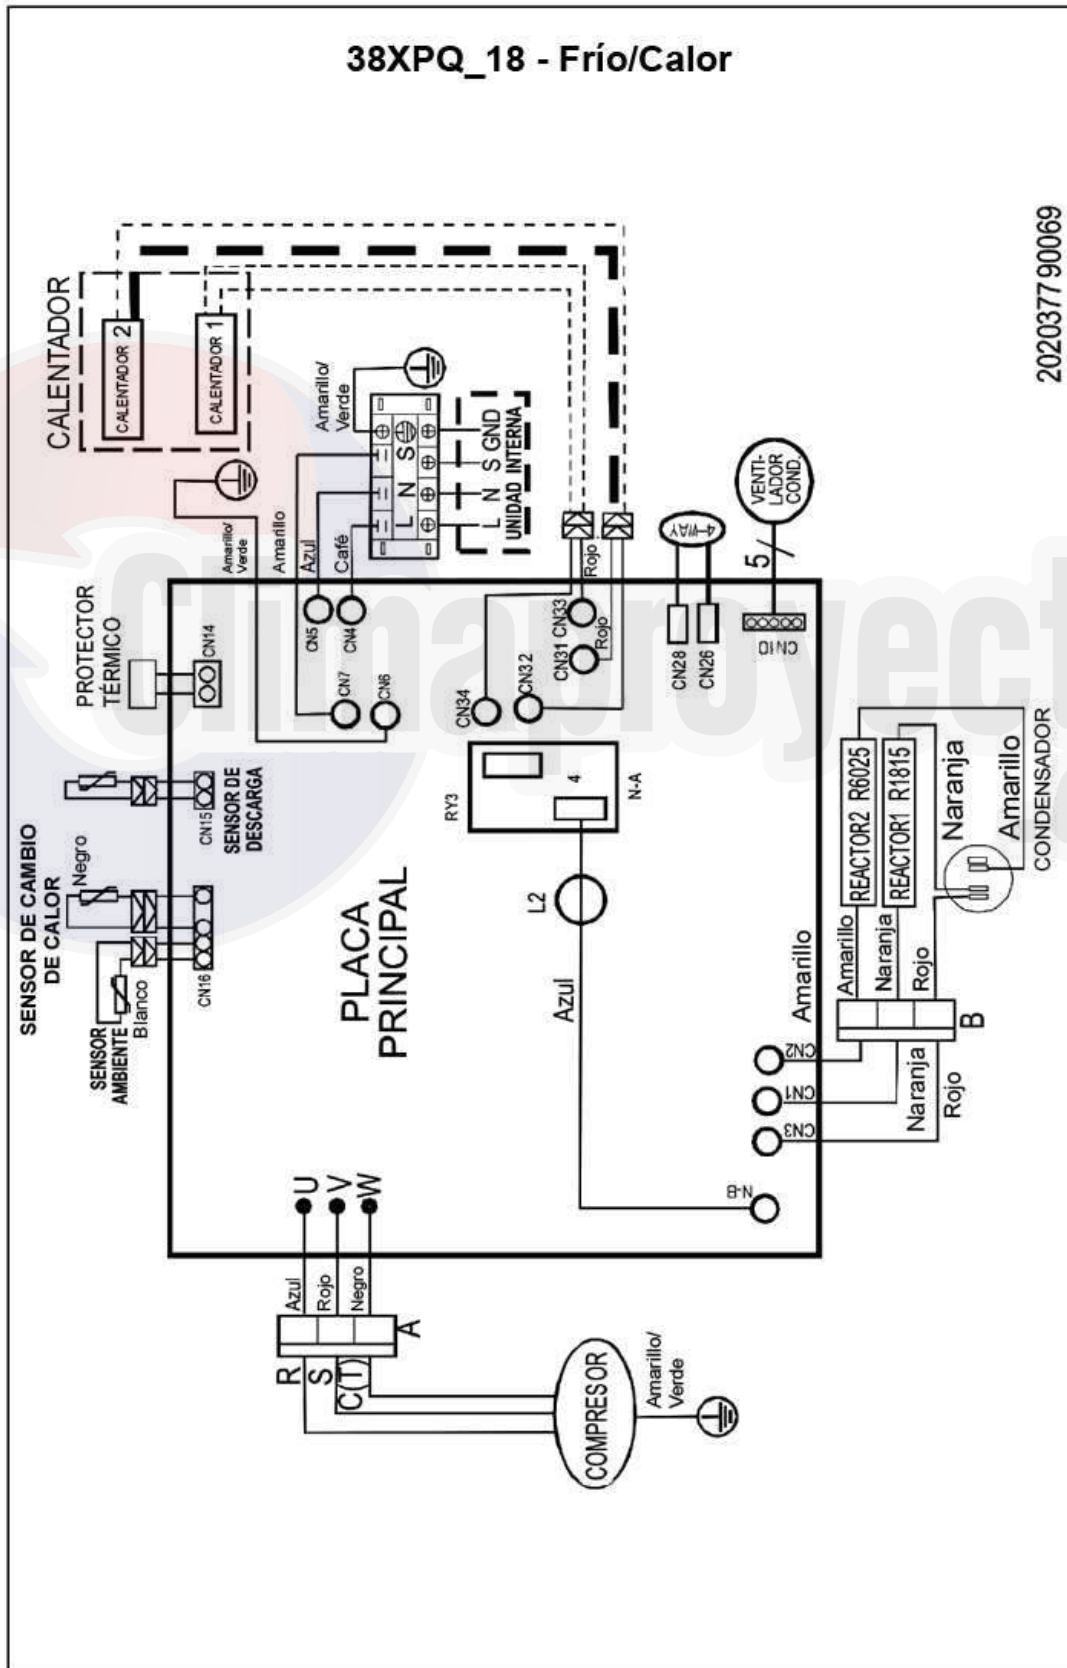 38XPQ_18 - Frío/Calor
202037790069
CALENTADOR
CALENTADOR 2
CALENTADOR 1
Amarillo/
Verde
Amarillo/
Verde
Amarillo
Azul
Café
L N S
L N S GND
UNIDAD INTERNA
PROTECTOR
TÉRMICO
CN14
CN5
CN4
CN7
CN6
Rojo
CN33
CN31
Rojo
CN34
CN32
4-WAY
CN28
CN26
VENTI-
LADOR
COND.
5
CN10
SENSOR DE CAMBIO
DE CALOR
Negro
CN15
SENSOR DE
DESCARGA
SENSOR
AMBIENTE
Blanco
CN16
RY3
4
N-A
L2
PLACA
PRINCIPAL
Azul
REACTOR2 R6025
REACTOR1 R1815
Naranja
Amarillo
CONDENSADOR
Amarillo
Amarillo
Naranja
Rojo
B
CN2
CN1
CN3
Naranja
Rojo
N-B
U
V
W
Azul
Rojo
Negro
A
R
S
C(T)
COMPRESOR
Amarillo/
Verde
Climaproyect